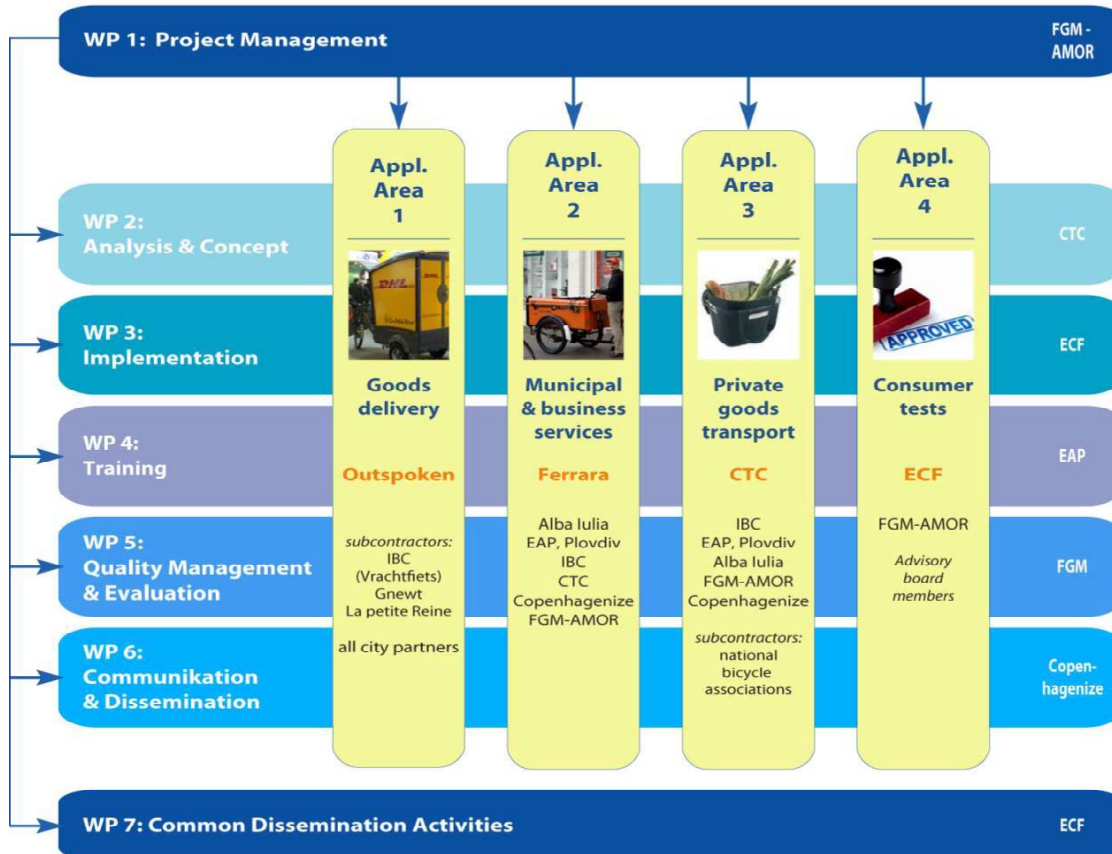 WP 1: Project Management
FGM -
AMOR
Appl.
Area
1
Appl.
Area
2
Appl.
Area
3
Appl.
Area
4
WP 2:
Analysis & Concept
CTC
DHL
APPROVED
WP 3:
Implementation
ECF
Goods
delivery
Municipal
& business
services
Private
goods
transport
Consumer
tests
WP 4:
Training
EAP
Outspoken
Ferrara
CTC
ECF
subcontractors:
IBC
(Vrachtfiets)
Gnewt
La petite Reine
all city partners
Alba Iulia
EAP, Plovdiv
IBC
CTC
Copenhagenize
FGM-AMOR
IBC
EAP, Plovdiv
Alba Iulia
FGM-AMOR
Copenhagenize
subcontractors:
national
bicycle
associations
FGM-AMOR
Advisory
board
members
WP 5:
Quality Management
& Evaluation
FGM
WP 6:
Communikation
& Dissemination
Copen-
hagenize
WP 7: Common Dissemination Activities
ECF